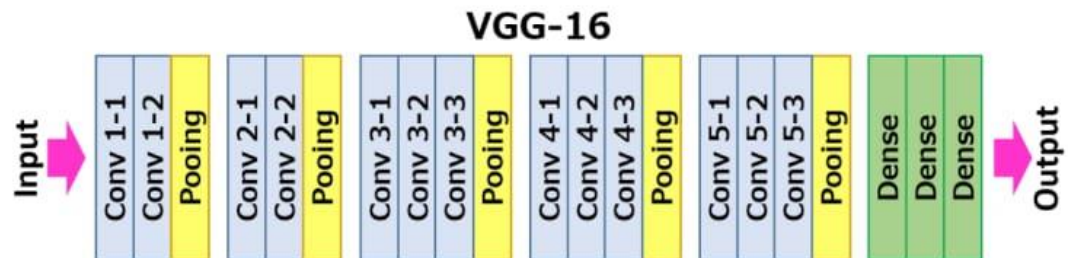 VGG-16
Input
Conv 1-1
Conv 1-2
Pooing
Conv 2-1
Conv 2-2
Pooing
Conv 3-1
Conv 3-2
Conv 3-3
Pooing
Conv 4-1
Conv 4-2
Conv 4-3
Pooing
Conv 5-1
Conv 5-2
Conv 5-3
Pooing
Dense
Dense
Dense
Output